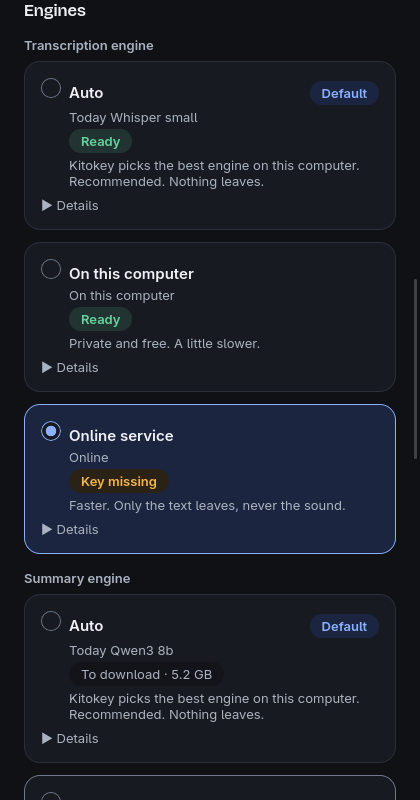 Engines
Transcription engine
Auto
Default
Today Whisper small
Ready
Kitokey picks the best engine on this computer.
Recommended. Nothing leaves.
▶ Details
On this computer
On this computer
Ready
Private and free. A little slower.
▶ Details
Online service
Online
Key missing
Faster. Only the text leaves, never the sound.
▶ Details
Summary engine
Auto
Default
Today Qwen3 8b
To download · 5.2 GB
Kitokey picks the best engine on this computer.
Recommended. Nothing leaves.
▶ Details